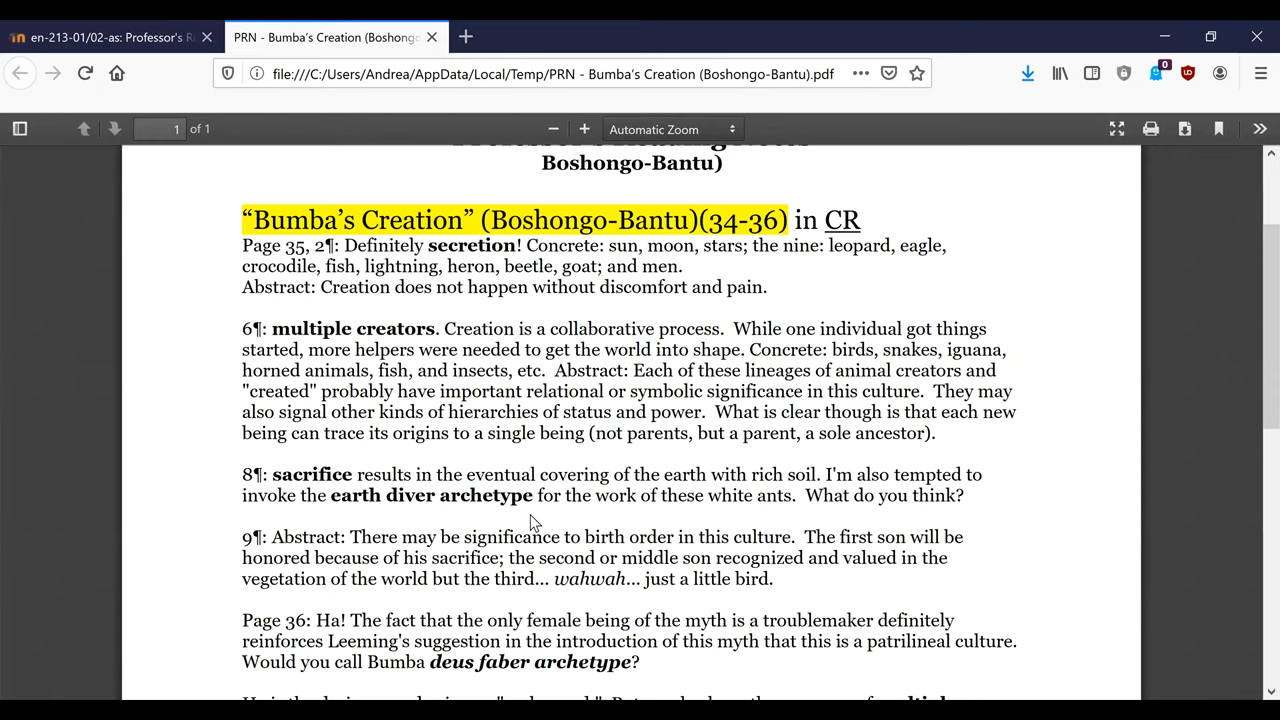 en-213-01/02-as: Professor's R
PRN - Bumba's Creation (Boshongo
file:///C:/Users/Andrea/AppData/Local/Temp/PRN - Bumba's Creation (Boshongo-Bantu).pdf
0
1 of 1
Automatic Zoom
Boshongo-Bantu)
“Bumba’s Creation” (Boshongo-Bantu)(34-36) in CR
Page 35, 2¶: Definitely secretion! Concrete: sun, moon, stars; the nine: leopard, eagle,
crocodile, fish, lightning, heron, beetle, goat; and men.
Abstract: Creation does not happen without discomfort and pain.
6¶: multiple creators. Creation is a collaborative process.  While one individual got things
started, more helpers were needed to get the world into shape. Concrete: birds, snakes, iguana,
horned animals, fish, and insects, etc.  Abstract: Each of these lineages of animal creators and
"created" probably have important relational or symbolic significance in this culture.  They may
also signal other kinds of hierarchies of status and power.  What is clear though is that each new
being can trace its origins to a single being (not parents, but a parent, a sole ancestor).
8¶: sacrifice results in the eventual covering of the earth with rich soil. I'm also tempted to
invoke the earth diver archetype for the work of these white ants.  What do you think?
9¶: Abstract: There may be significance to birth order in this culture.  The first son will be
honored because of his sacrifice; the second or middle son recognized and valued in the
vegetation of the world but the third... wahwah... just a little bird.
Page 36: Ha! The fact that the only female being of the myth is a troublemaker definitely
reinforces Leeming's suggestion in the introduction of this myth that this is a patrilineal culture.
Would you call Bumba deus faber archetype?